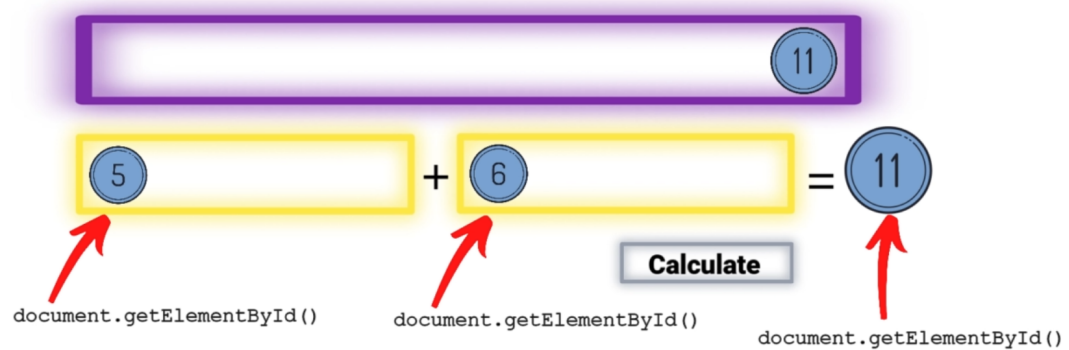 11
5 + 6 = 11
Calculate
document.getElementById()
document.getElementById()
document.getElementById()